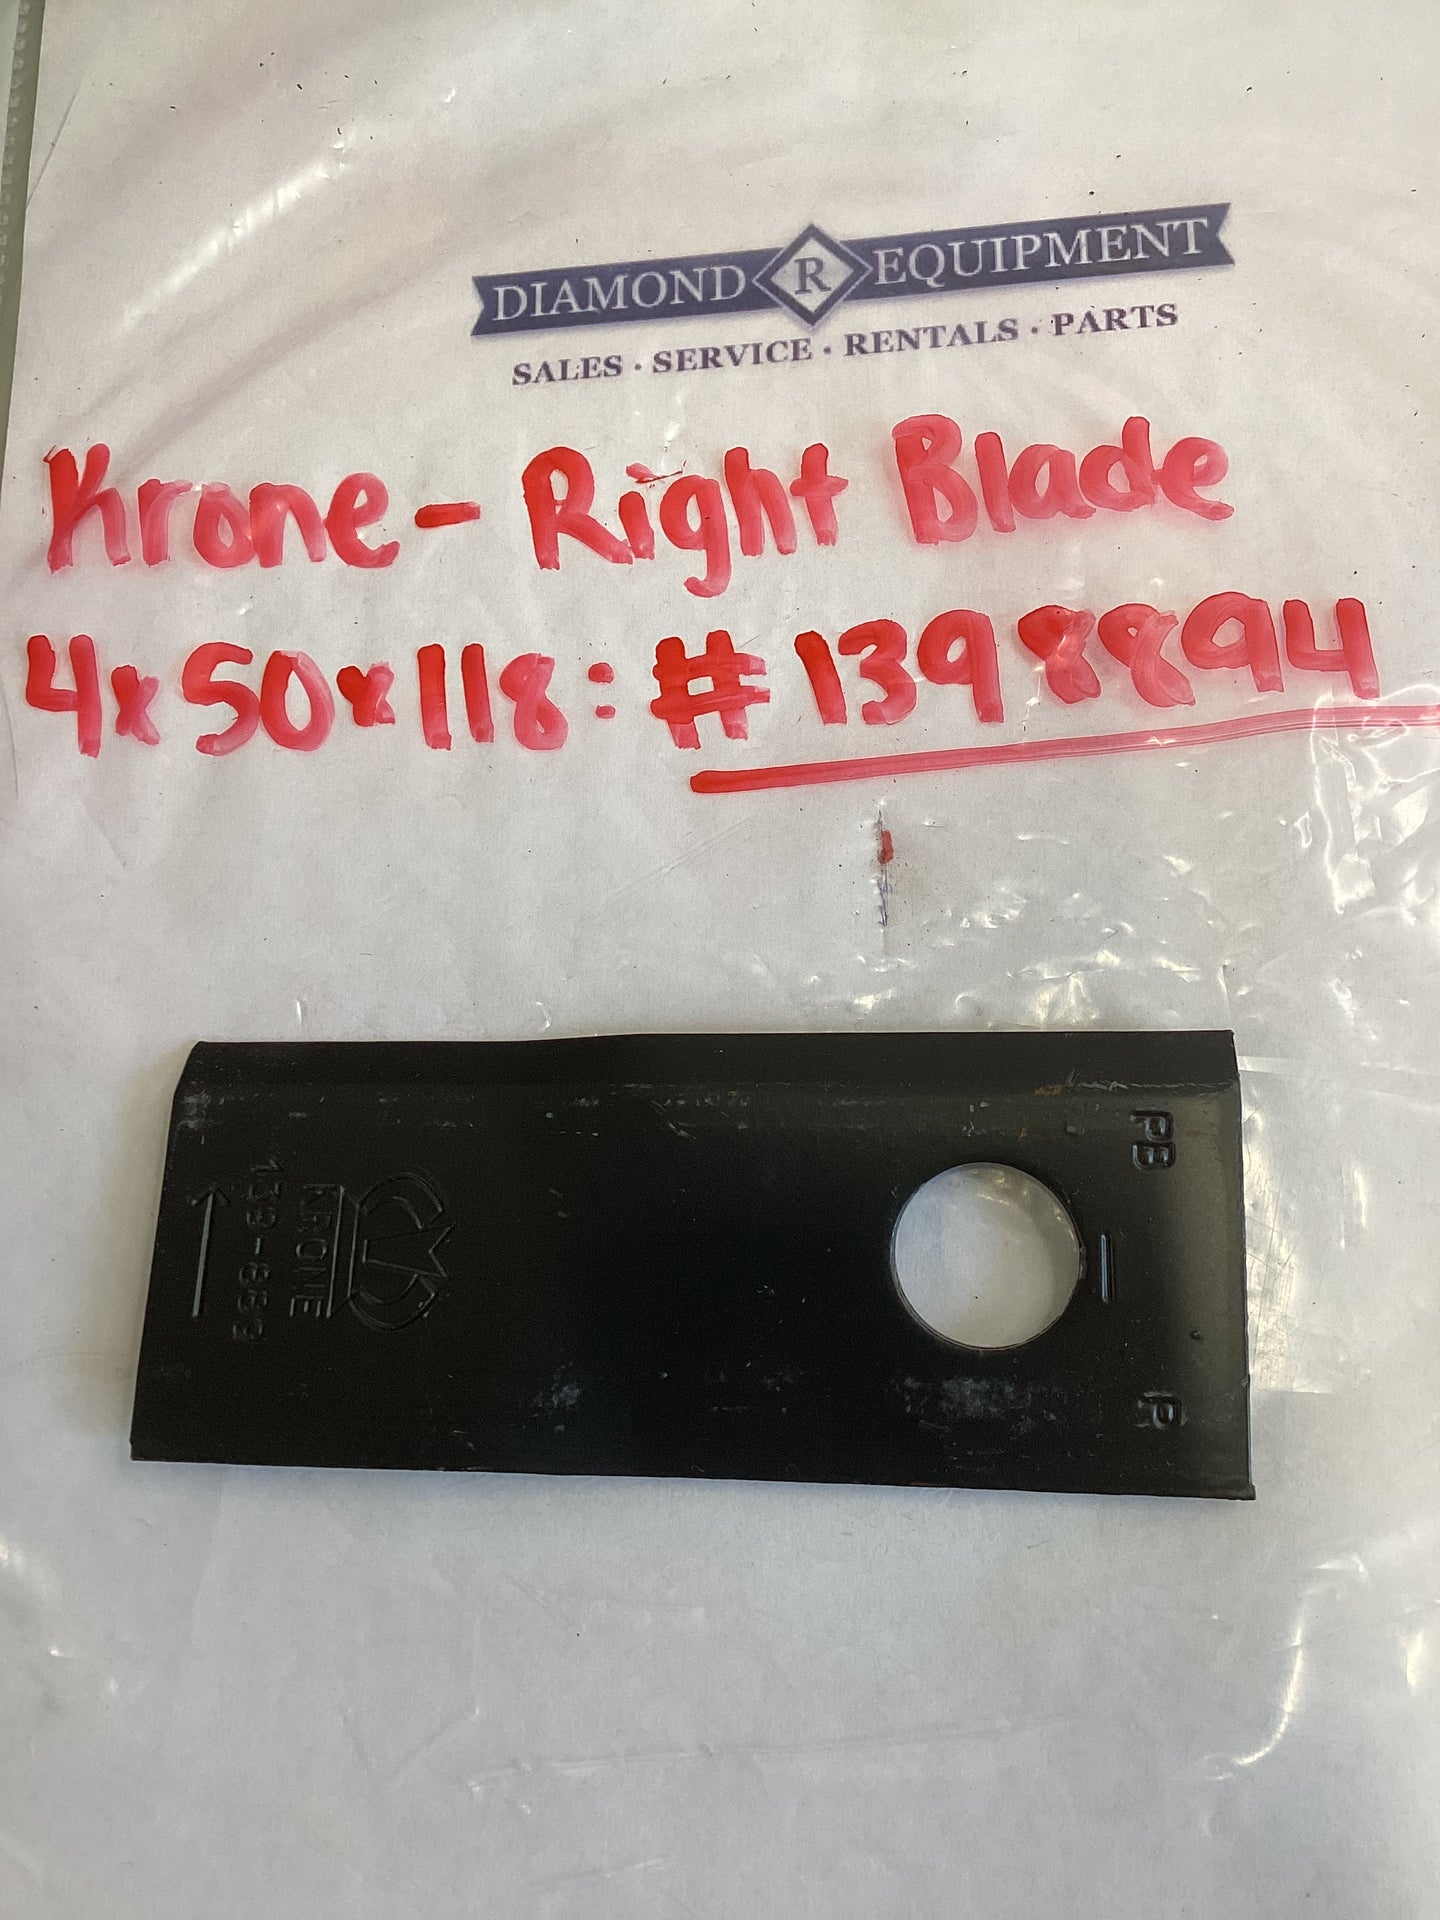 DIAMOND R EQUIPMENT
SALES · SERVICE · RENTALS · PARTS
Krone - Right Blade
4x50x118: #1398894
PB
KRONE
139-889
P